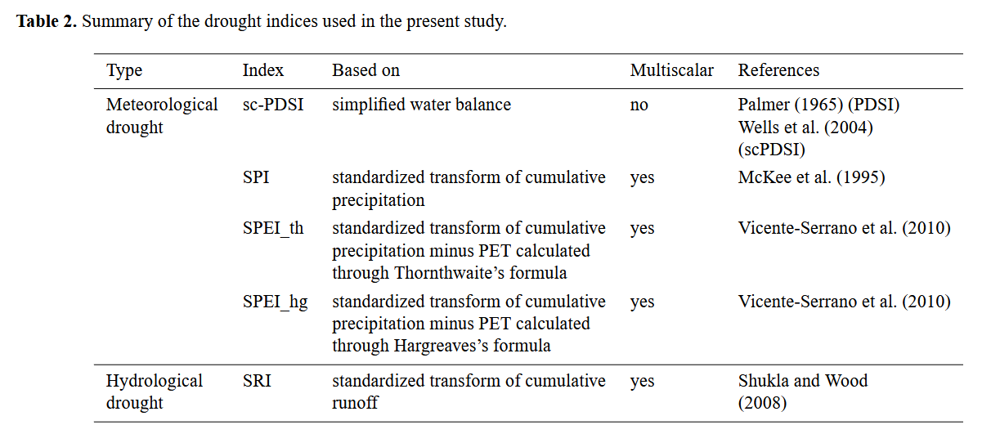 Table 2. Summary of the drought indices used in the present study.
Type Index Based on Multiscalar References
Meteorological sc-PDSI simplified water balance no Palmer (1965) (PDSI)
drought Wells et al. (2004)
(scPDSI)
SPI standardized transform of cumulative yes McKee et al. (1995)
precipitation
SPEI_th standardized transform of cumulative yes Vicente-Serrano et al. (2010)
precipitation minus PET calculated
through Thornthwaite’s formula
SPEI_hg standardized transform of cumulative yes Vicente-Serrano et al. (2010)
precipitation minus PET calculated
through Hargreaves’s formula
Hydrological SRI standardized transform of cumulative yes Shukla and Wood
drought runoff (2008)